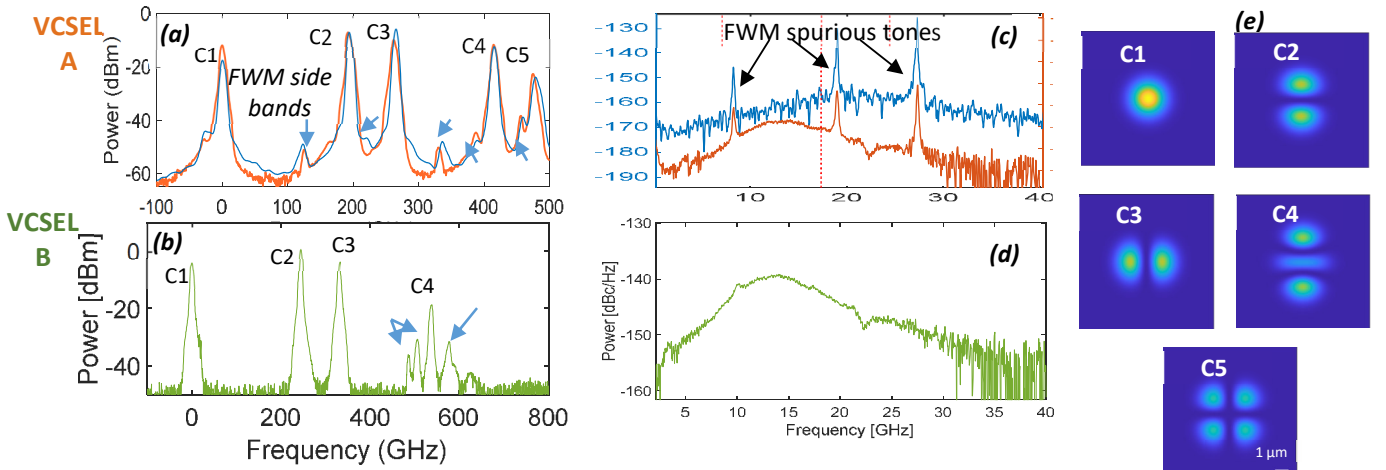 VCSEL
A
(a)
C1
C2
C3
C4
C5
FWM side
bands
Power (dBm)
0
-20
-40
-60
-100
0
100
200
300
400
500
VCSEL
B
(b)
C1
C2
C3
C4
Power [dBm]
0
-20
-40
0
200
400
600
800
Frequency (GHz)
(c)
FWM spurious tones
-130
-125
-150
-160
-170
-180
-190
10
20
30
40
(d)
Power [dBc/Hz]
-130
-140
-150
-160
5
10
15
20
25
30
35
40
Frequency [GHz]
(e)
C1
C2
C3
C4
C5
1 µm